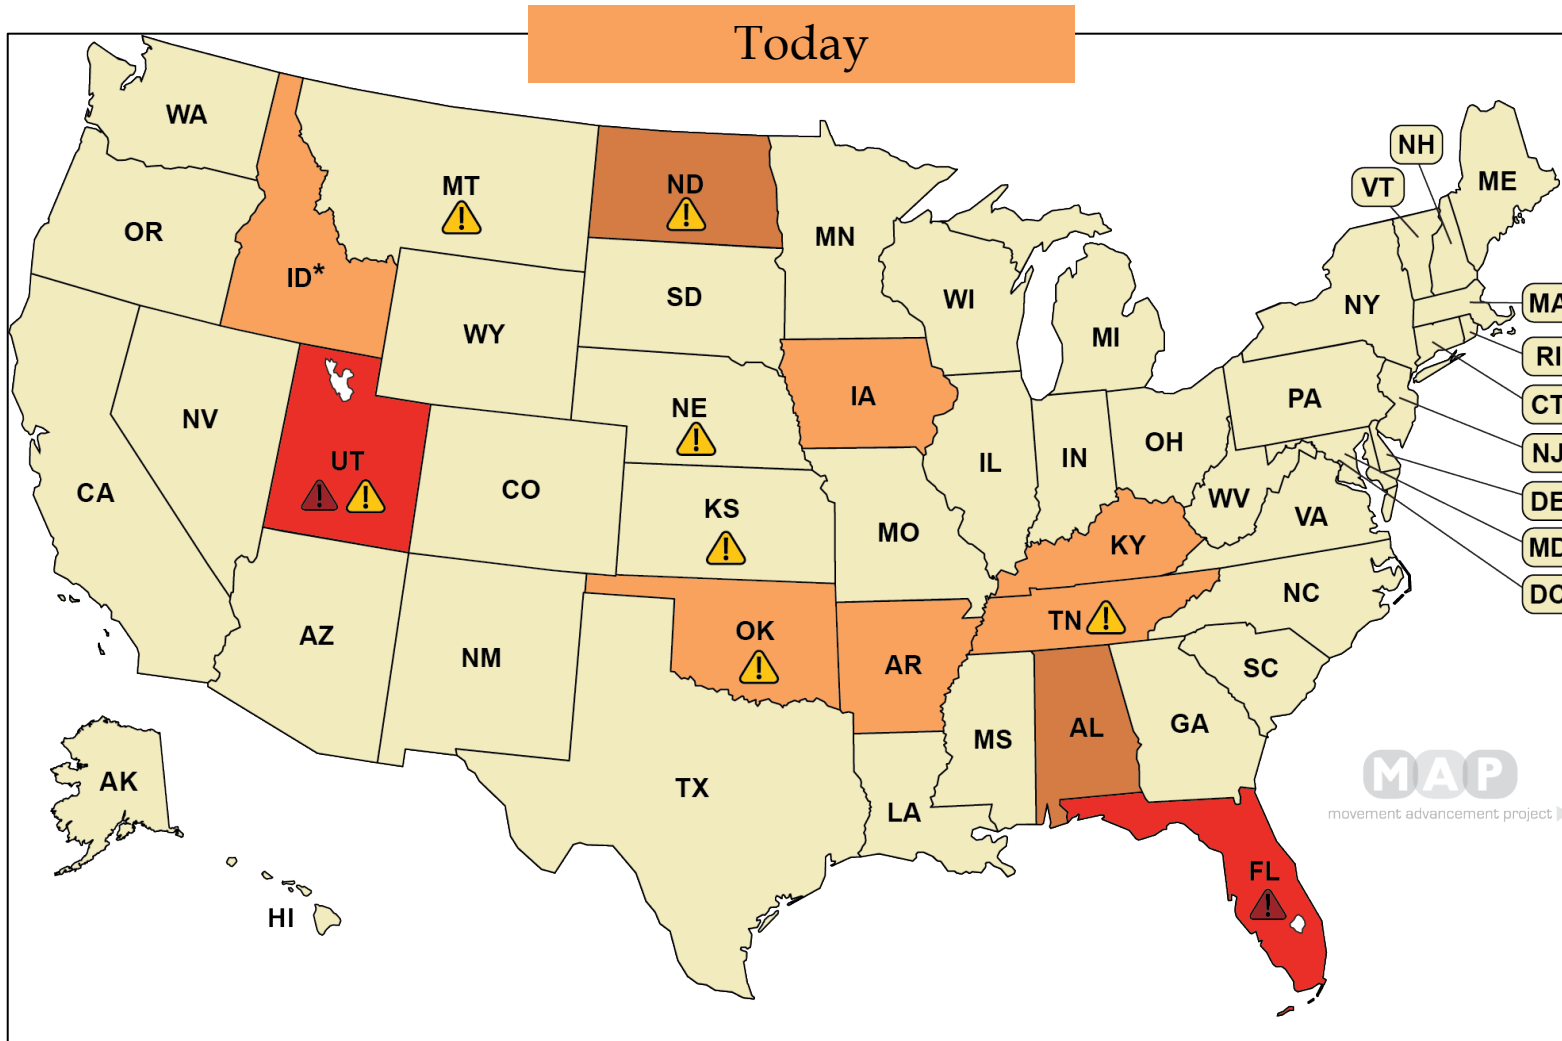 Today
WA
NH
VT
ME
MT
ND
OR
MN
ID*
SD
WI
NY
MA
WY
MI
RI
IA
PA
CT
NV
NE
OH
NJ
UT
IL
IN
CA
CO
WV
DE
KS
VA
MO
KY
MD
NC
DC
AZ
OK
TN
NM
AR
SC
MS
AL
GA
AK
TX
MAP
LA
movement advancement project
FL
HI